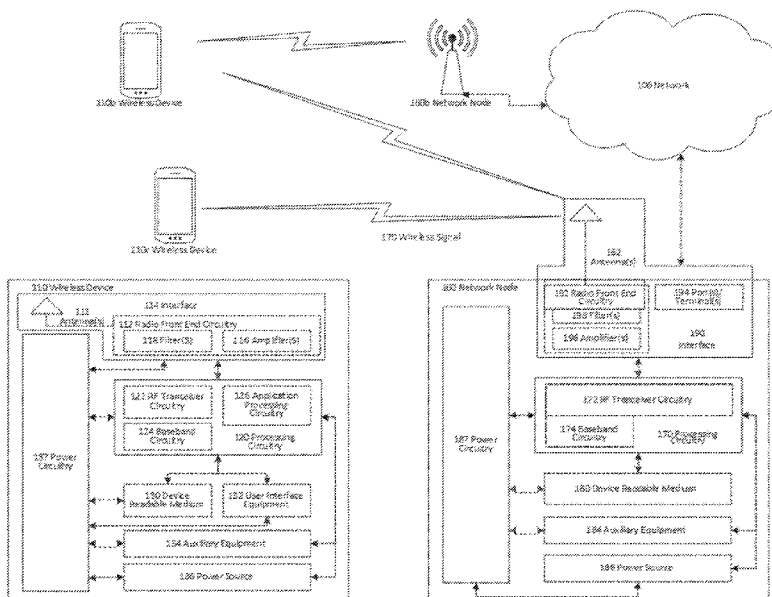 110b Wireless Device
160b Network Node
106 Network
110c Wireless Device
170 Wireless Signal
162
Antenna(s)
110 Wireless Device
114 Interface
111
Antenna(s)
112 Radio Front End Circuitry
118 Filter(S)
116 Amplifier(S)
137 Power
Circuitry
122 RF Tranceiver
Circuitry
126 Application
Processing
Circuitry
124 Baseband
Circuitry
120 Processing
Circuitry
130 Device
Readable Medium
132 User Interface
Equipment
134 Auxiliary Equipment
136 Power Source
160 Network Node
192 Radio Front End
Circuitry
198 Filter(s)
196 Amplifier(s)
194 Port(s)/
Terminal(s)
190
Interface
187 Power
Circuitry
172 RF Tranceiver Circuitry
174 Baseband
Circuitry
170 Processing
Circuitry
180 Device Readable Medium
184 Auxiliary Equipment
186 Power Source